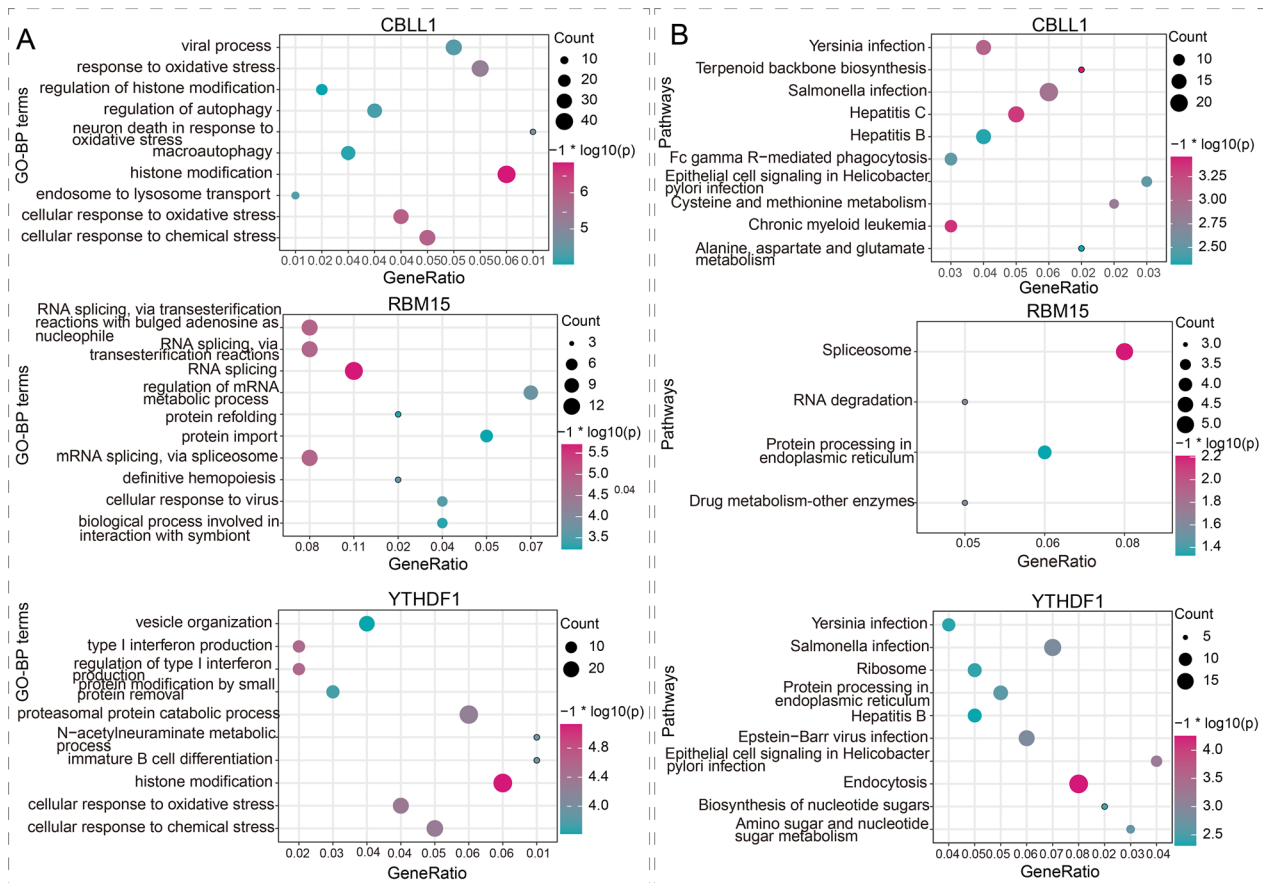 A
CBLL1
GO-BP terms
viral process
response to oxidative stress
regulation of histone modification
regulation of autophagy
neuron death in response to
oxidative stress
macroautophagy
histone modification
endosome to lysosome transport
cellular response to oxidative stress
cellular response to chemical stress
0.01 0.02 0.04 0.04 0.04 0.05 0.05 0.05 0.06 0.01
GeneRatio
Count
10
20
30
40
−1 * log10(p)
6
5
RBM15
GO-BP terms
RNA splicing, via transesterification
reactions with bulged adenosine as
nucleophile
RNA splicing, via
transesterification reactions
RNA splicing
regulation of mRNA
metabolic process
protein refolding
protein import
mRNA splicing, via spliceosome
definitive hemopoiesis
cellular response to virus
biological process involved in
interaction with symbiont
0.08 0.11 0.02 0.04 0.05 0.07
GeneRatio
Count
3
6
9
12
−1 * log10(p)
5.5
5.0
4.5 0.04
4.0
3.5
YTHDF1
GO-BP terms
vesicle organization
type I interferon production
regulation of type I interferon
production
protein modification by small
protein removal
proteasomal protein catabolic process
N−acetylneuraminate metabolic
process
immature B cell differentiation
histone modification
cellular response to oxidative stress
cellular response to chemical stress
0.02 0.03 0.04 0.04 0.05 0.06 0.06 0.01
GeneRatio
Count
10
20
−1 * log10(p)
4.8
4.4
4.0
B
CBLL1
Pathways
Yersinia infection
Terpenoid backbone biosynthesis
Salmonella infection
Hepatitis C
Hepatitis B
Fc gamma R−mediated phagocytosis
Epithelial cell signaling in Helicobacter
pylori infection
Cysteine and methionine metabolism
Chronic myeloid leukemia
Alanine, aspartate and glutamate
metabolism
0.03 0.04 0.05 0.06 0.02 0.02 0.03
GeneRatio
Count
10
15
20
−1 * log10(p)
3.25
3.00
2.75
2.50
RBM15
Pathways
Spliceosome
RNA degradation
Protein processing in
endoplasmic reticulum
Drug metabolism-other enzymes
0.05 0.06 0.08
GeneRatio
Count
3.0
3.5
4.0
4.5
5.0
−1 * log10(p)
2.2
2.0
1.8
1.6
1.4
YTHDF1
Pathways
Yersinia infection
Salmonella infection
Ribosome
Protein processing in
endoplasmic reticulum
Hepatitis B
Epstein−Barr virus infection
Epithelial cell signaling in Helicobacter
pylori infection
Endocytosis
Biosynthesis of nucleotide sugars
Amino sugar and nucleotide
sugar metabolism
0.04 0.05 0.05 0.06 0.07 0.08 0.02 0.03 0.04
GeneRatio
Count
5
10
15
−1 * log10(p)
4.0
3.5
3.0
2.5